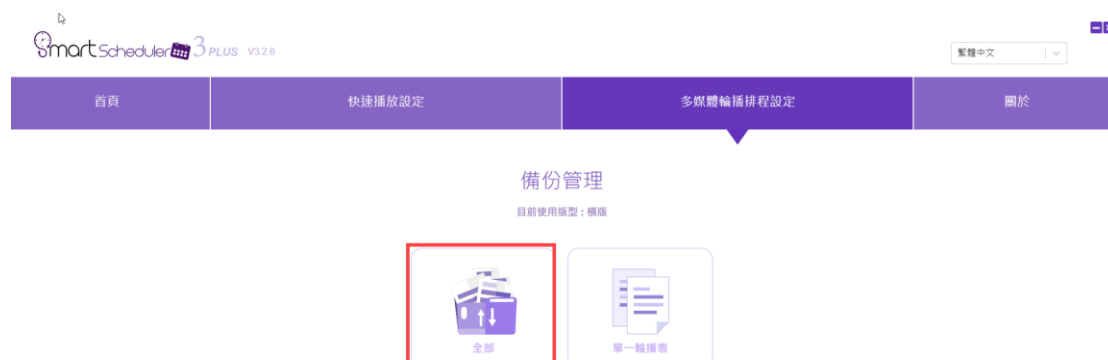 Smart Scheduler 3 PLUS V3.2.6
繁體中文
首頁
快速播放設定
多媒體輪播排程設定
關於
備份管理
目前使用版型：橫版
全部
單一輪播表